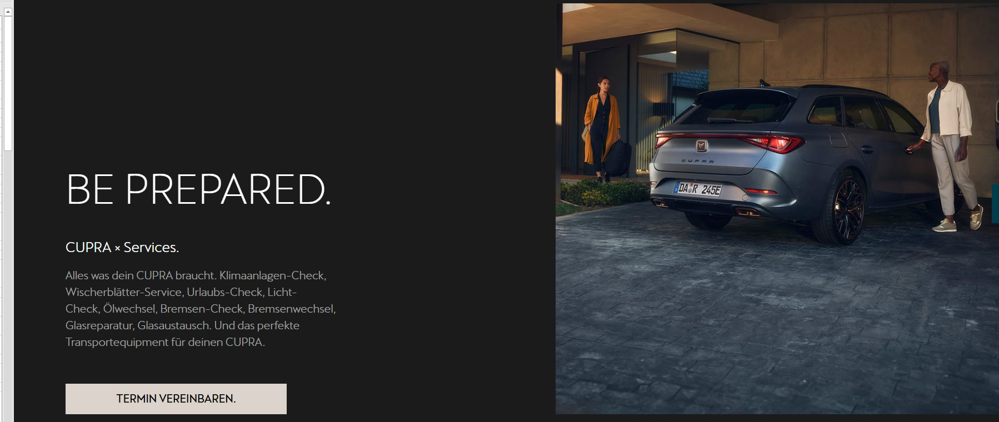 BE PREPARED.
CUPRA × Services.
Alles was dein CUPRA braucht. Klimaanlagen-Check,
Wischerblätter-Service, Urlaubs-Check, Licht-
Check, Ölwechsel, Bremsen-Check, Bremsenwechsel,
Glasreparatur, Glasaustausch. Und das perfekte
Transportequipment für deinen CUPRA.
TERMIN VEREINBAREN.
CUPRA
DA R 245E